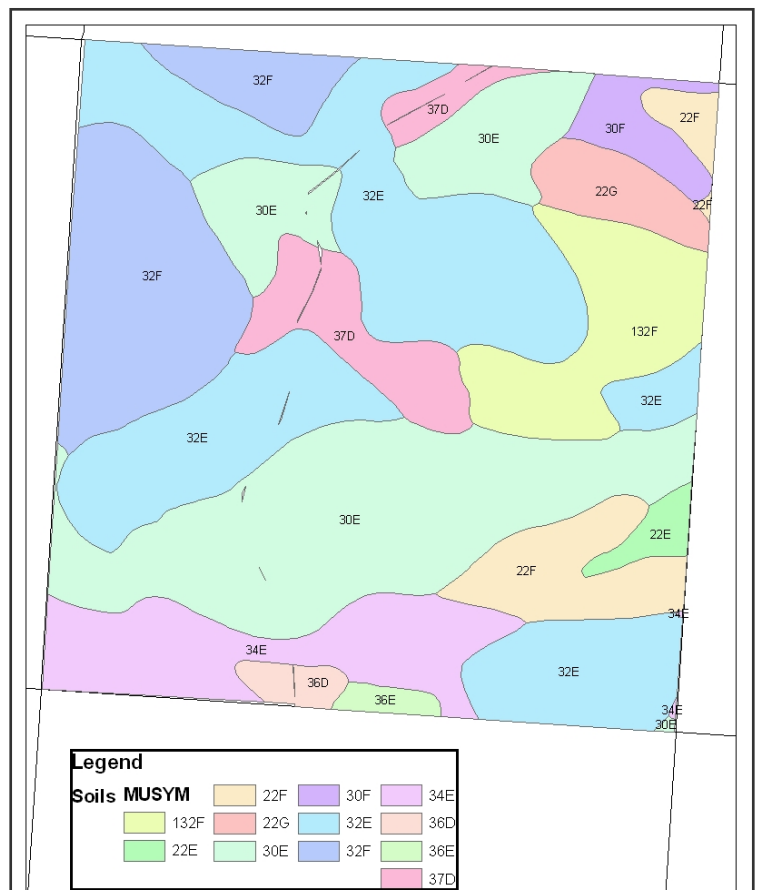 32F
37D
22F
30E
30F
22G
32E
22F
30E
32F
132F
37D
32E
32E
30E
22E
22F
34E
34E
32E
36D
36E
34E
30E
Legend
Soils MUSYM
22F 30F 34E
132F 22G 32E 36D
22E 30E 32F 36E
37D